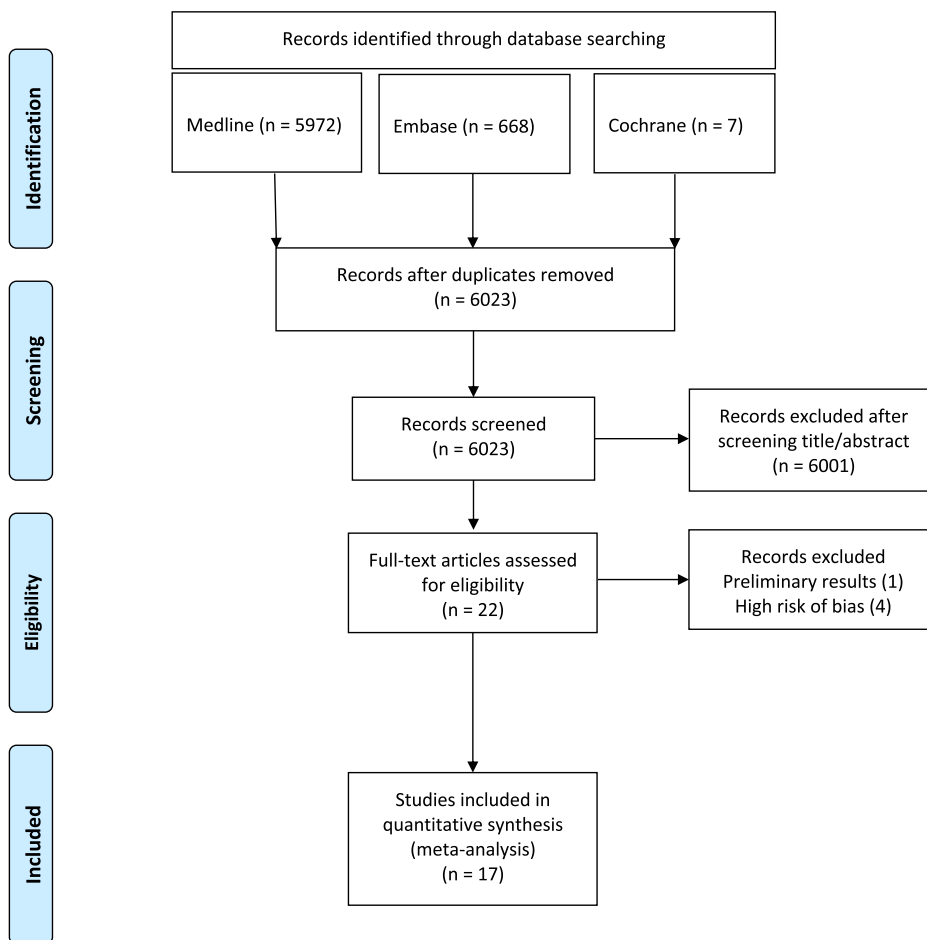 Records identified through database searching
Medline (n = 5972)
Embase (n = 668)
Cochrane (n = 7)
Identification
Records after duplicates removed
(n = 6023)
Screening
Records screened
(n = 6023)
Records excluded after
screening title/abstract
(n = 6001)
Eligibility
Full-text articles assessed
for eligibility
(n = 22)
Records excluded
Preliminary results (1)
High risk of bias (4)
Included
Studies included in
quantitative synthesis
(meta-analysis)
(n = 17)